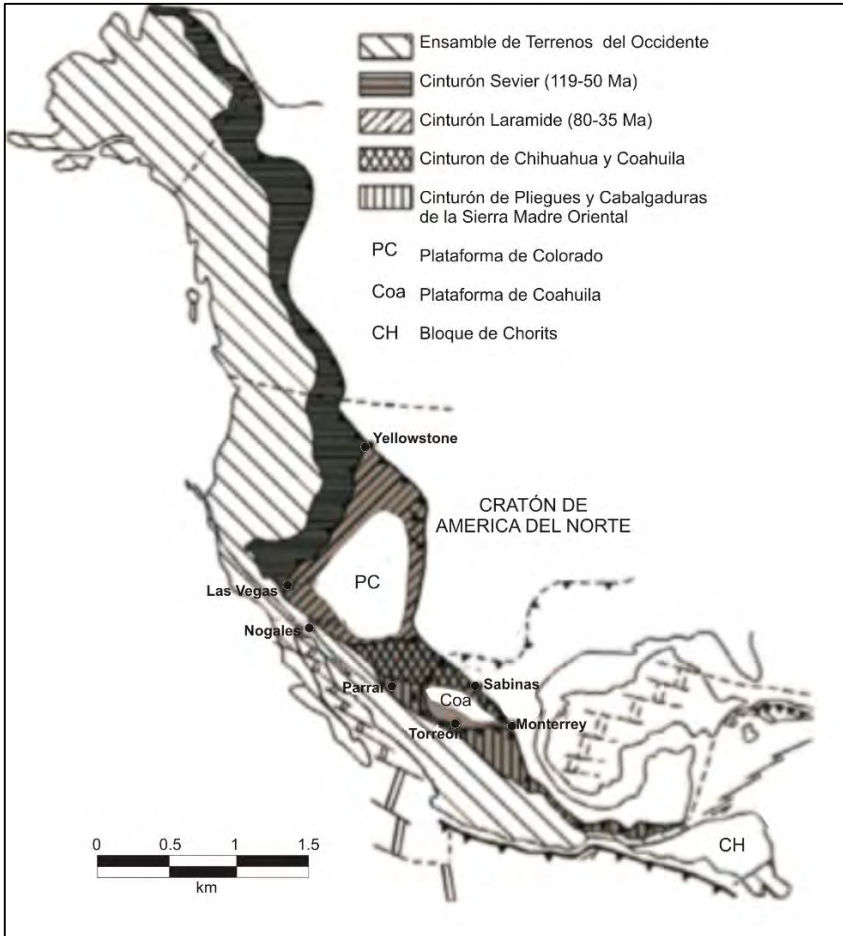 Ensamble de Terrenos del Occidente
Cinturón Sevier (119-50 Ma)
Cinturón Laramide (80-35 Ma)
Cinturon de Chihuahua y Coahuila
Cinturón de Pliegues y Cabalgaduras
de la Sierra Madre Oriental
PC Plataforma de Colorado
Coa Plataforma de Coahuila
CH Bloque de Chorits
Yellowstone
CRATÓN DE
AMERICA DEL NORTE
PC
Las Vegas
Nogales
Parral
Sabinas
Coa
Torreón
Monterrey
CH
0 0.5 1 1.5
km